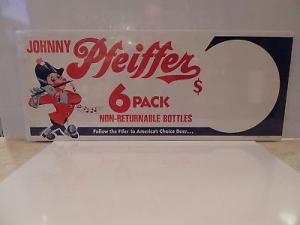 JOHNNY
Pfeiffer
$
6 PACK
NON-RETURNABLE BOTTLES
Follow the Fifer to America's Choice Beer...